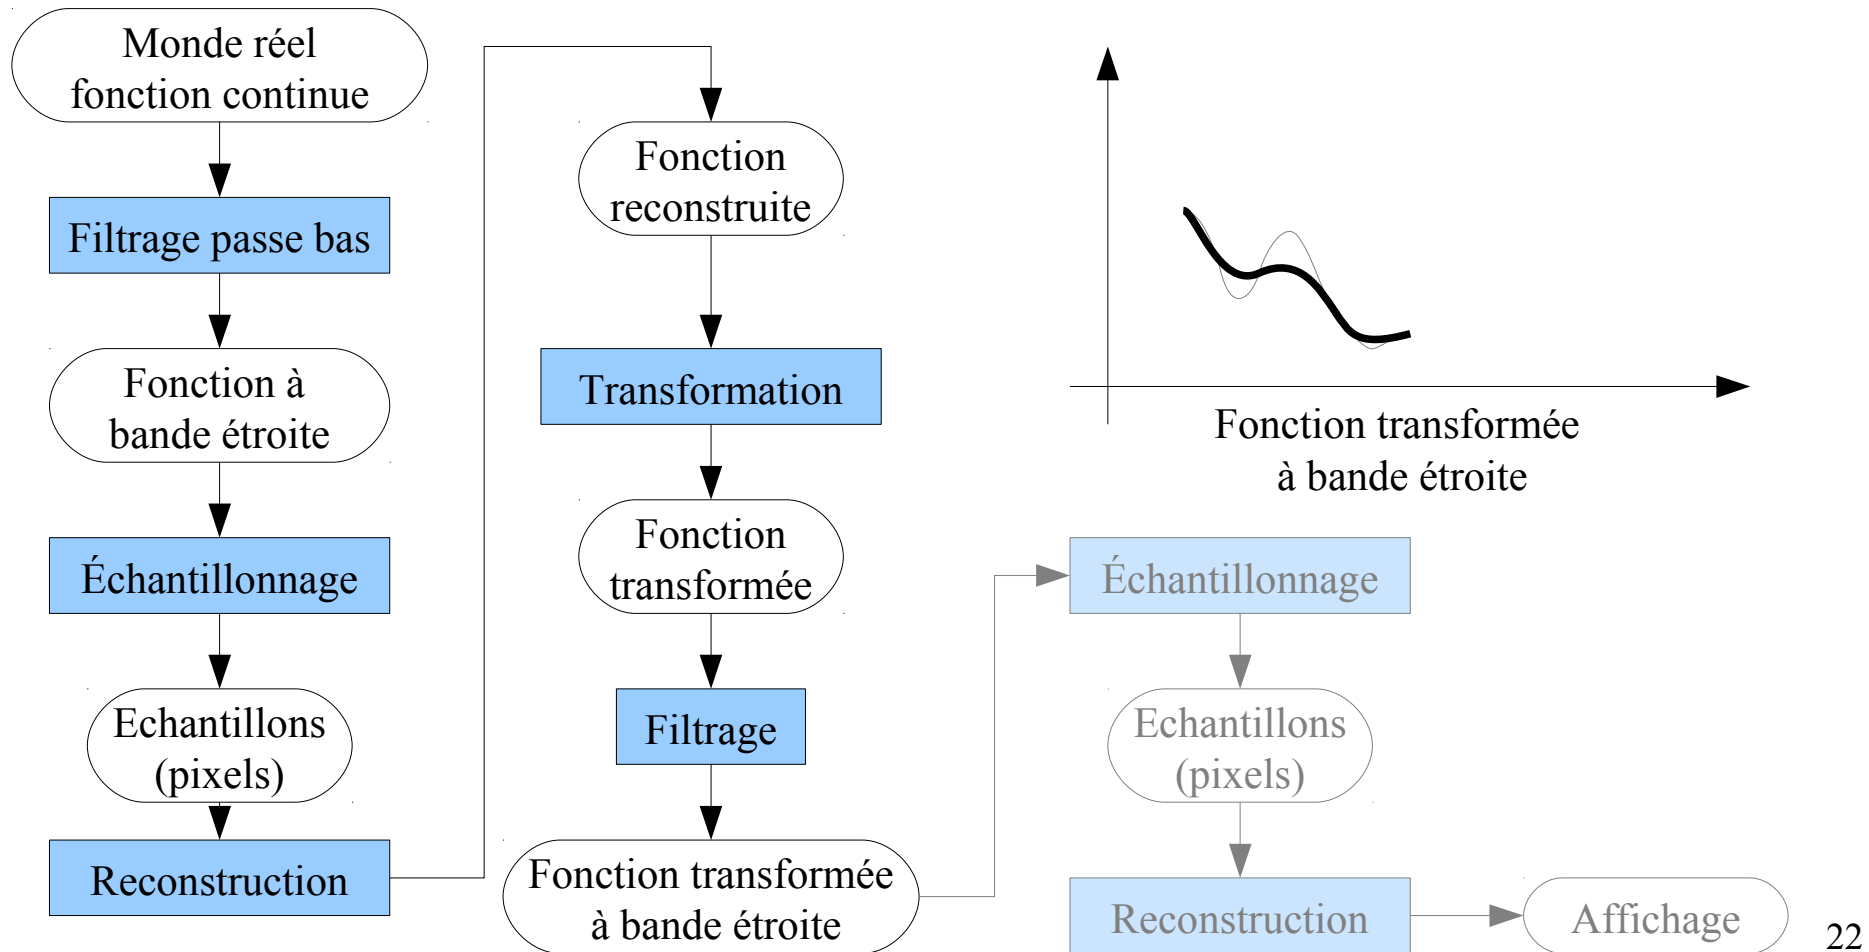 Monde réel
fonction continue
Filtrage passe bas
Fonction à
bande étroite
Échantillonnage
Echantillons
(pixels)
Reconstruction
Fonction
reconstruite
Transformation
Fonction
transformée
Filtrage
Fonction transformée
à bande étroite
Fonction transformée
à bande étroite
Échantillonnage
Echantillons
(pixels)
Reconstruction
Affichage
22